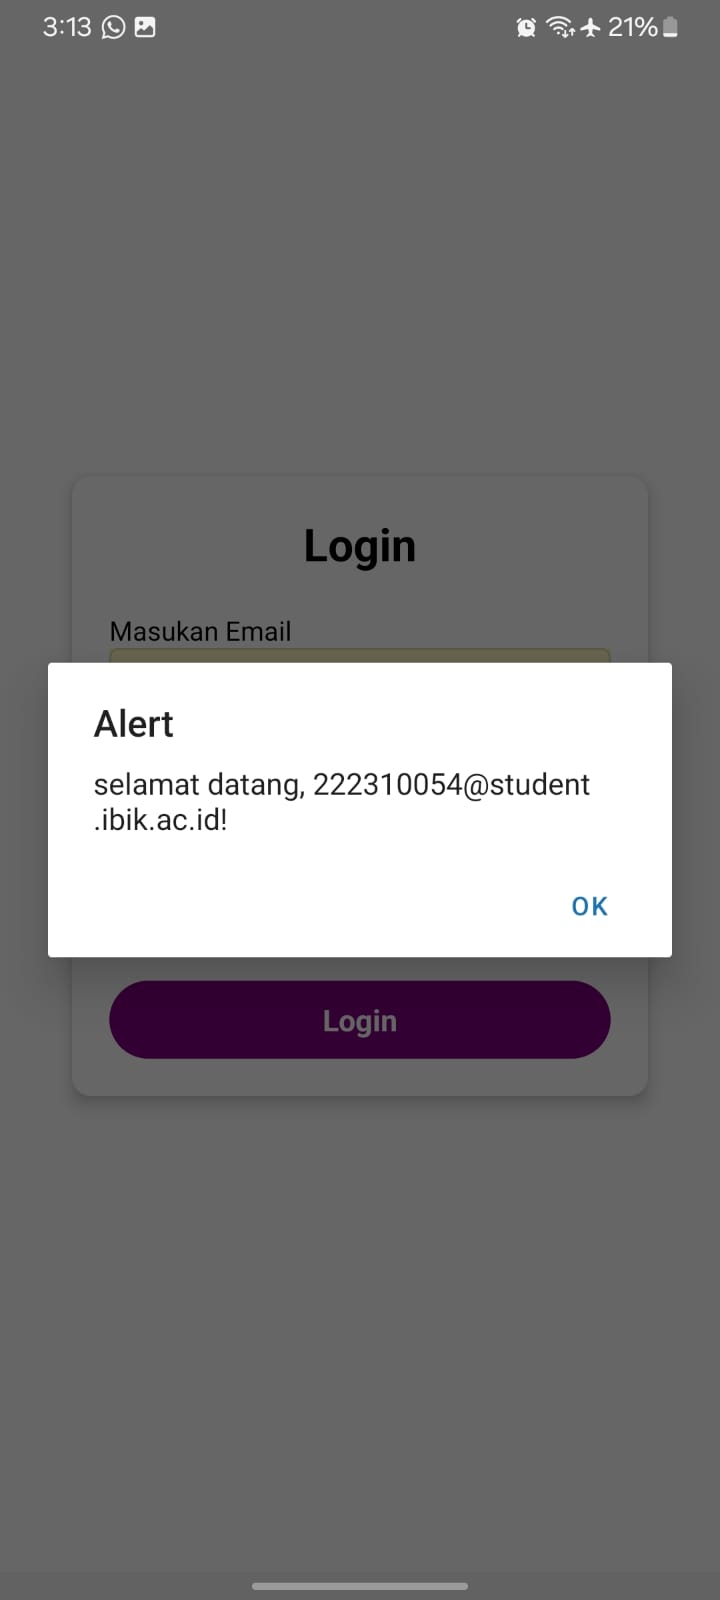 3:13
21%
Login
Masukan Email
Alert
selamat datang, 222310054@student
.ibik.ac.id!
OK
Login